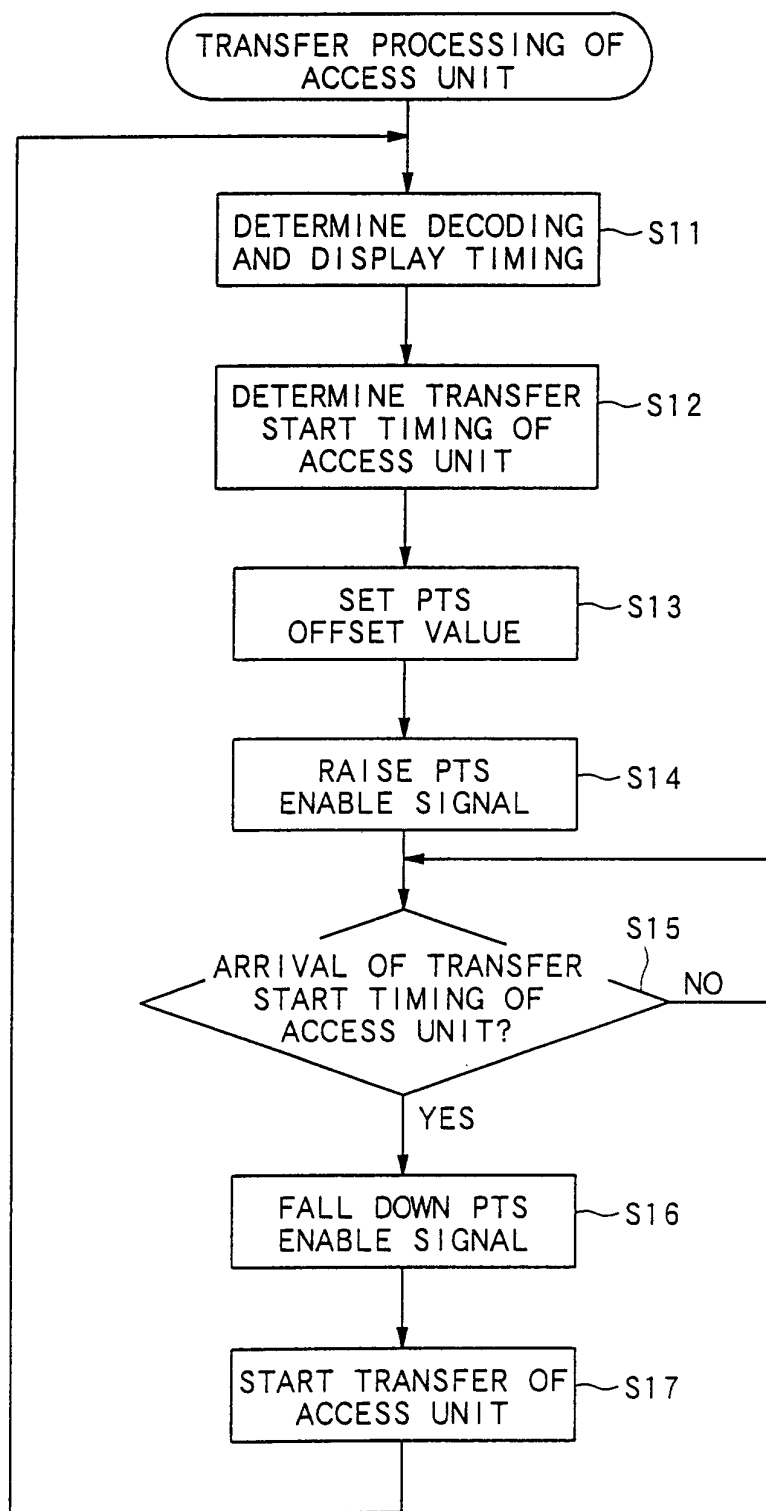 TRANSFER PROCESSING OF
ACCESS UNIT
DETERMINE DECODING
AND DISPLAY TIMING
S11
DETERMINE TRANSFER
START TIMING OF
ACCESS UNIT
S12
SET PTS
OFFSET VALUE
S13
RAISE PTS
ENABLE SIGNAL
S14
S15
ARRIVAL OF TRANSFER
START TIMING OF
ACCESS UNIT?
NO
YES
FALL DOWN PTS
ENABLE SIGNAL
S16
START TRANSFER OF
ACCESS UNIT
S17